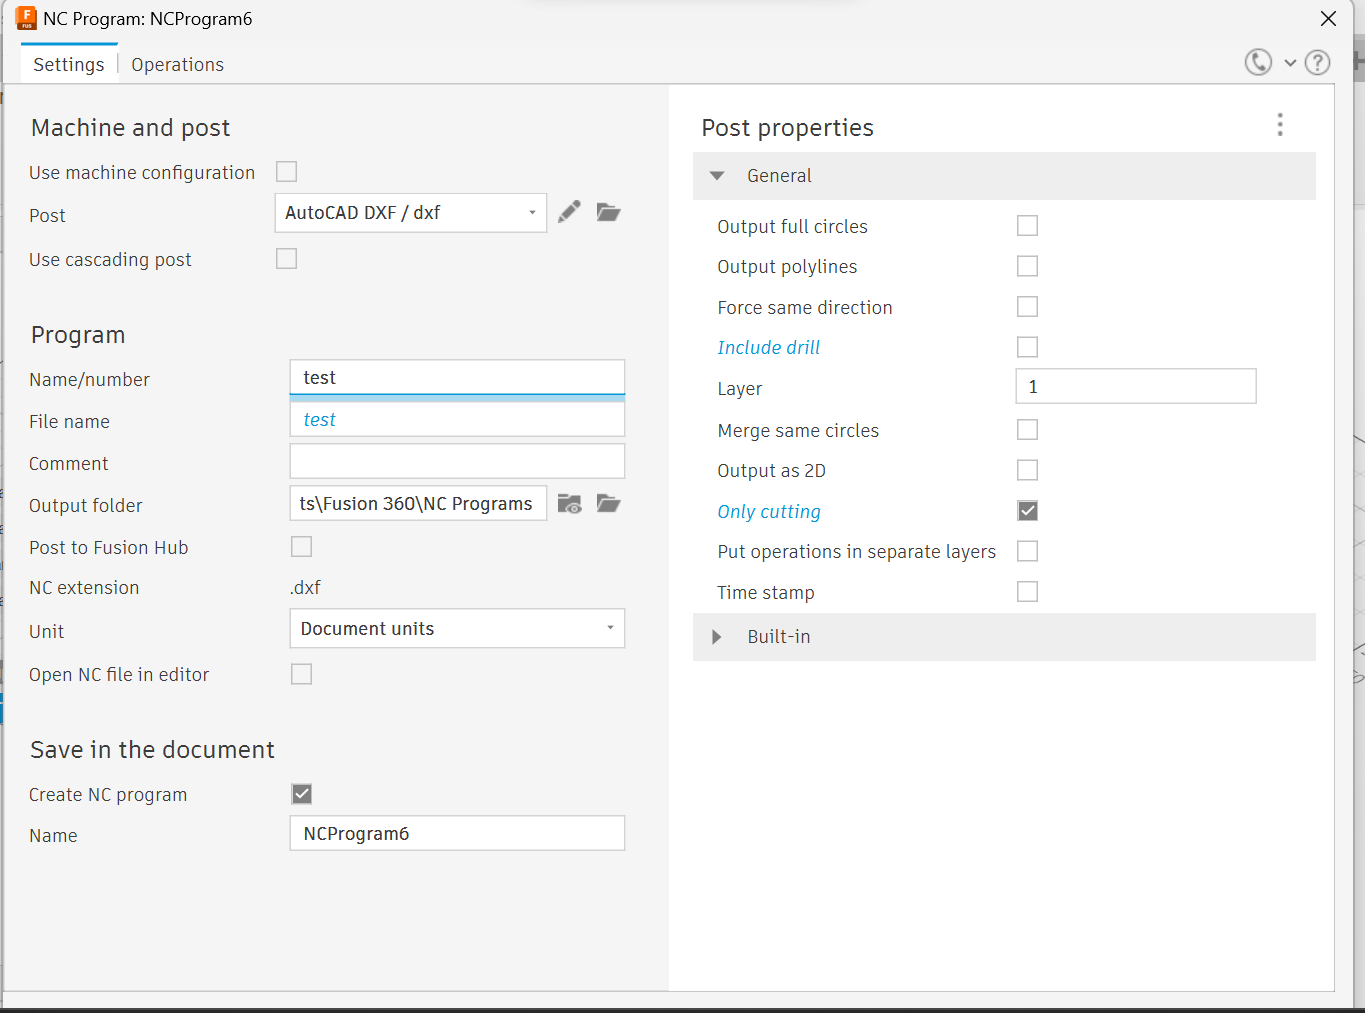 NC Program: NCProgram6
Settings
Operations
Machine and post
Use machine configuration
Post
AutoCAD DXF / dxf
Use cascading post
Program
Name/number
test
File name
test
Comment
Output folder
ts\Fusion 360\NC Programs
Post to Fusion Hub
NC extension
.dxf
Unit
Document units
Open NC file in editor
Save in the document
Create NC program
Name
NCProgram6
Post properties
General
Output full circles
Output polylines
Force same direction
Include drill
Layer
1
Merge same circles
Output as 2D
Only cutting
Put operations in separate layers
Time stamp
Built-in